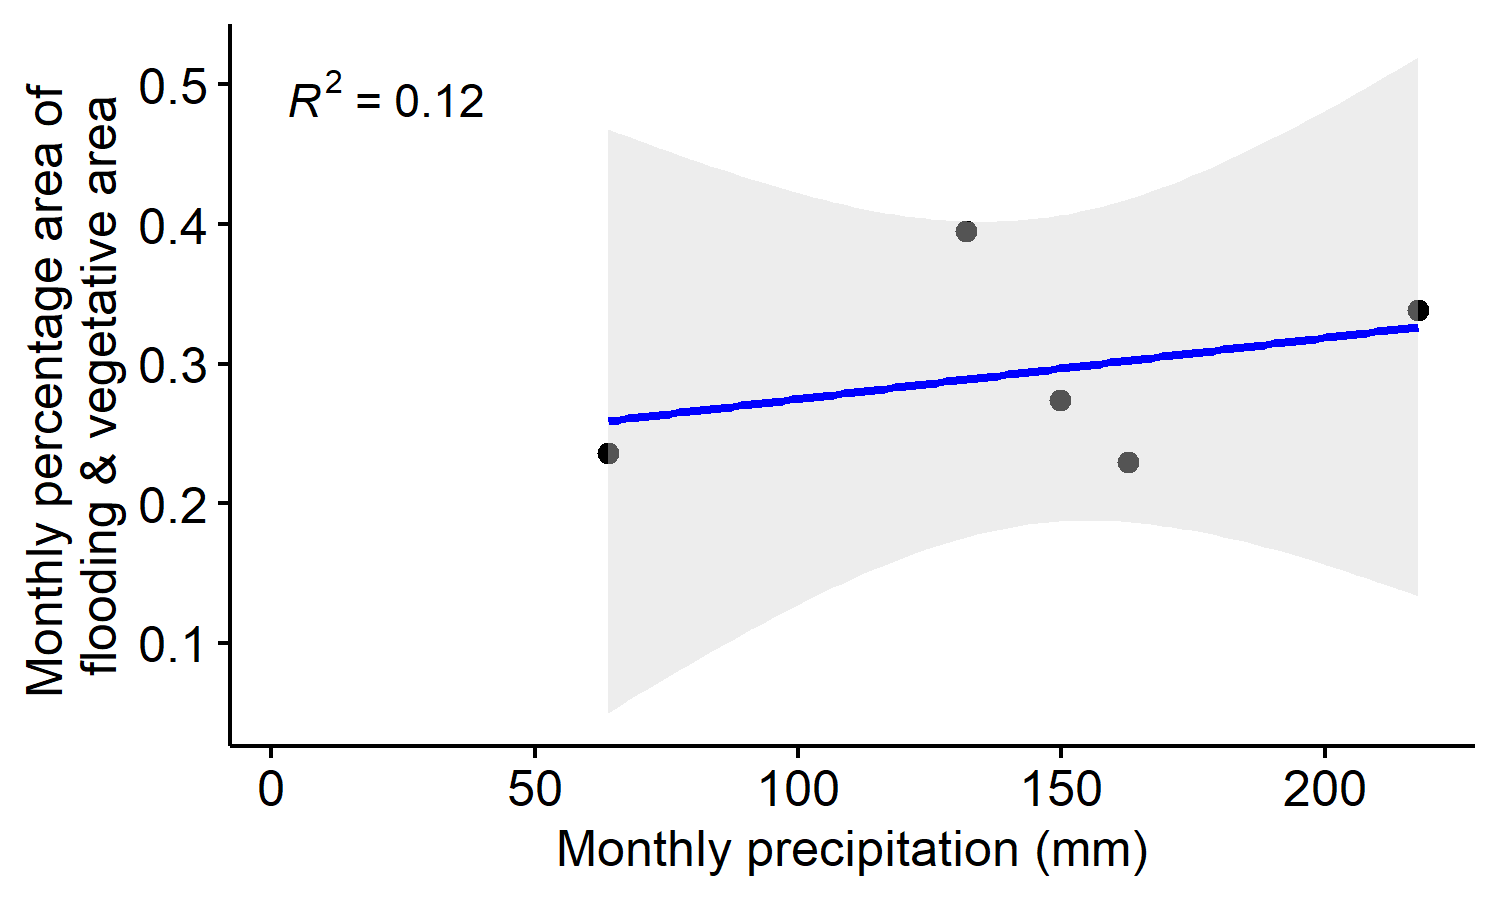 Monthly percentage area of
flooding & vegetative area
0.5
0.4
0.3
0.2
0.1
R² = 0.12
0 50 100 150 200
Monthly precipitation (mm)